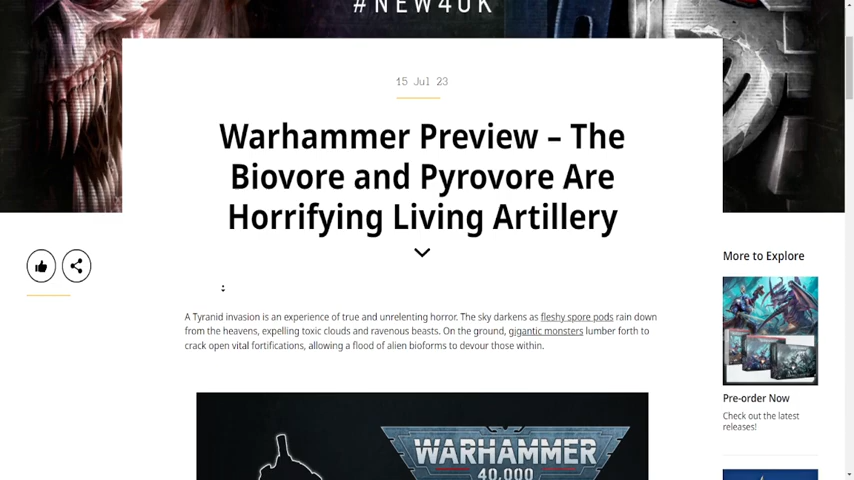 #NEW40K
15 Jul 23
Warhammer Preview – The
Biovore and Pyrovore Are
Horrifying Living Artillery
More to Explore
A Tyranid invasion is an experience of true and unrelenting horror. The sky darkens as fleshy spore pods rain down
from the heavens, expelling toxic clouds and ravenous beasts. On the ground, gigantic monsters lumber forth to
crack open vital fortifications, allowing a flood of alien bioforms to devour those within.
Pre-order Now
Check out the latest
releases!
WARHAMMER
40,000